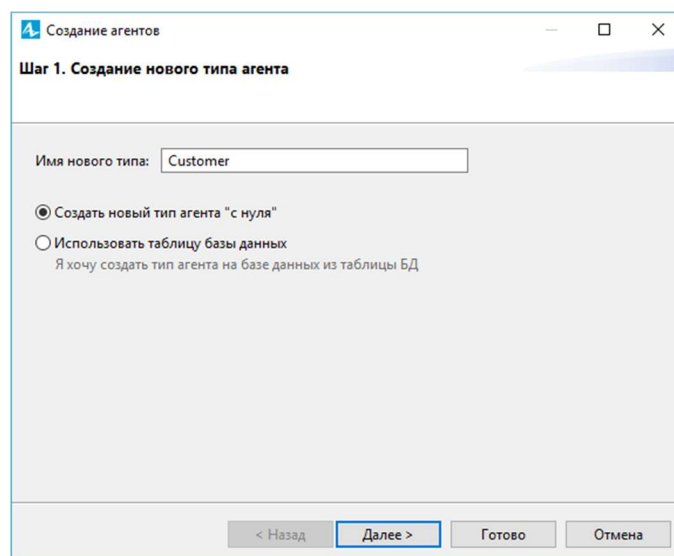 Создание агентов
Шаг 1. Создание нового типа агента
Имя нового типа: Customer
Создать новый тип агента "с нуля"
Использовать таблицу базы данных
Я хочу создать тип агента на базе данных из таблицы БД
< Назад Далее > Готово Отмена